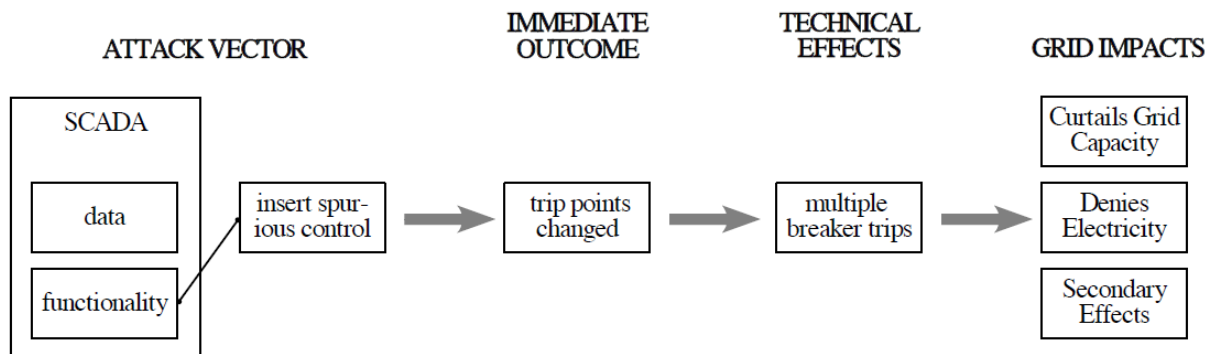 ATTACK VECTOR
IMMEDIATE
OUTCOME
TECHNICAL
EFFECTS
GRID IMPACTS
SCADA
data
functionality
insert spur-
ious control
trip points
changed
multiple
breaker trips
Curtails Grid
Capacity
Denies
Electricity
Secondary
Effects